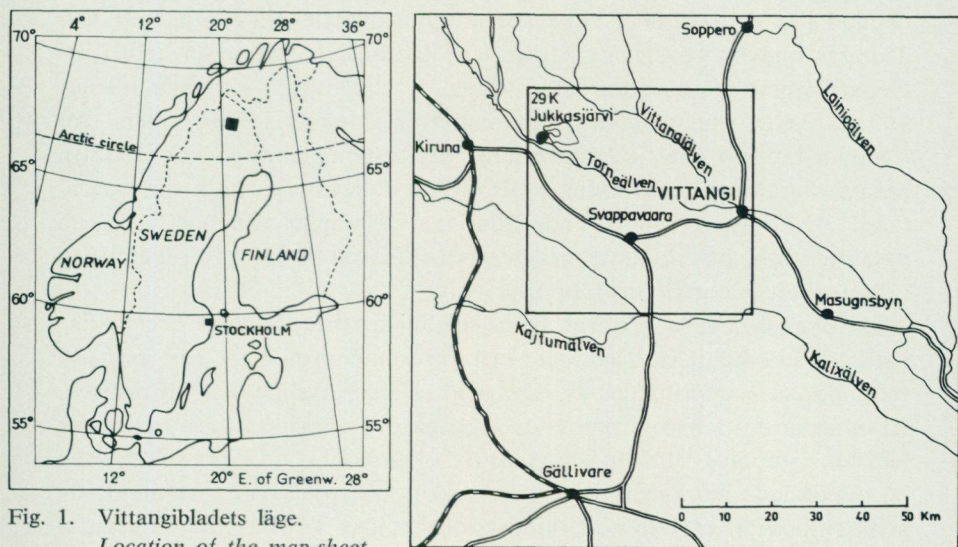 4° 12° 20° 28° 36°
70° 70°
Arctic circle
65° 65°
SWEDEN
NORWAY FINLAND
60° 60°
STOCKHOLM
55° 55°
12° 20° E. of Greenw. 28°
Fig. 1. Vittangibladets läge.
Location of the map-sheet
Soppero
29 K
Jukkasjärvi
Vittangiälven
Lainioälven
Kiruna
Torneälven
VITTANGI
Svappavaara
Masugnsbyn
Kajtumälven
Kalixälven
Gällivare
0 10 20 30 40 50 Km